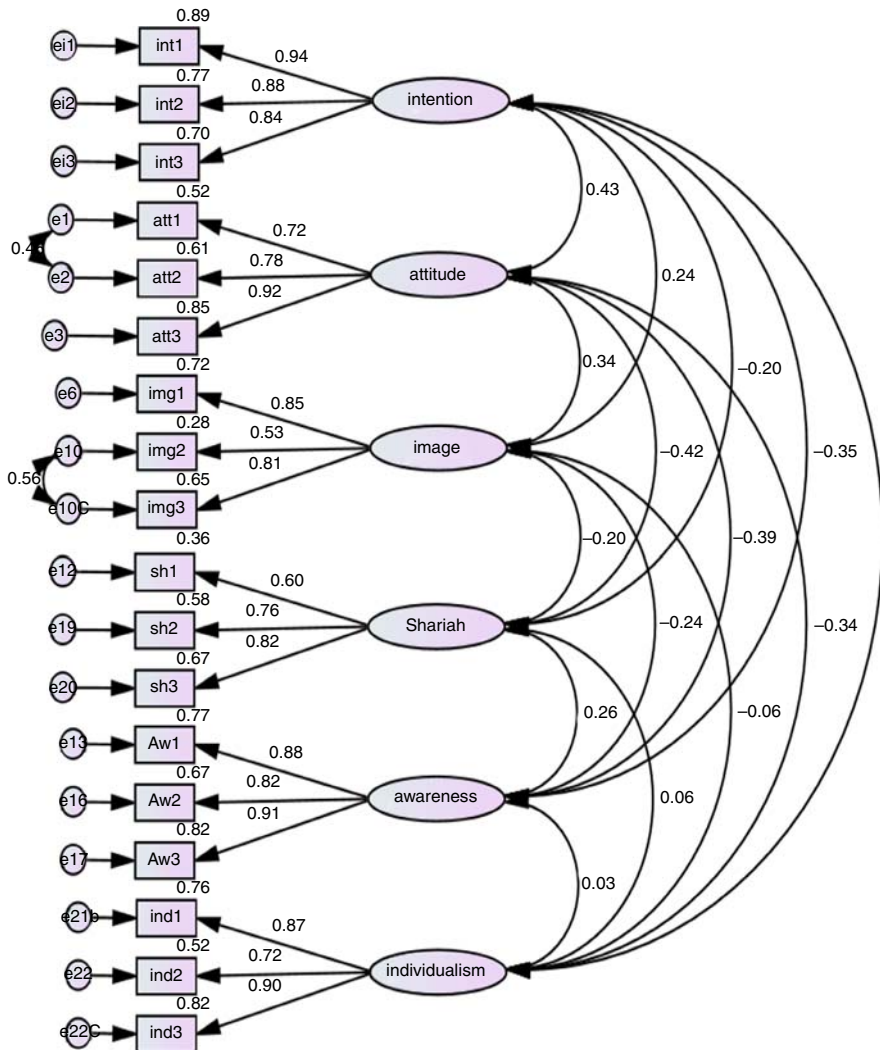 0.89
ei1
int1
0.94
0.77
ei2
int2
0.88
intention
0.84
0.70
ei3
int3
0.43
0.52
e1
att1
0.72
0.61
e2
att2
0.78
attitude
0.24
0.92
0.85
e3
att3
0.34
–0.20
0.72
e6
img1
0.85
0.28
e10
img2
0.53
image
–0.42
–0.35
0.81
0.56
0.65
e10C
img3
0.36
–0.20
–0.39
e12
sh1
0.60
0.58
e19
sh2
0.76
Shariah
–0.24
–0.34
0.82
0.67
e20
sh3
0.26
–0.06
0.77
e13
Aw1
0.88
0.67
e16
Aw2
0.82
awareness
0.06
0.91
0.82
e17
Aw3
0.03
0.76
e21b
ind1
0.87
0.52
e22
ind2
0.72
individualism
0.90
0.82
e22C
ind3